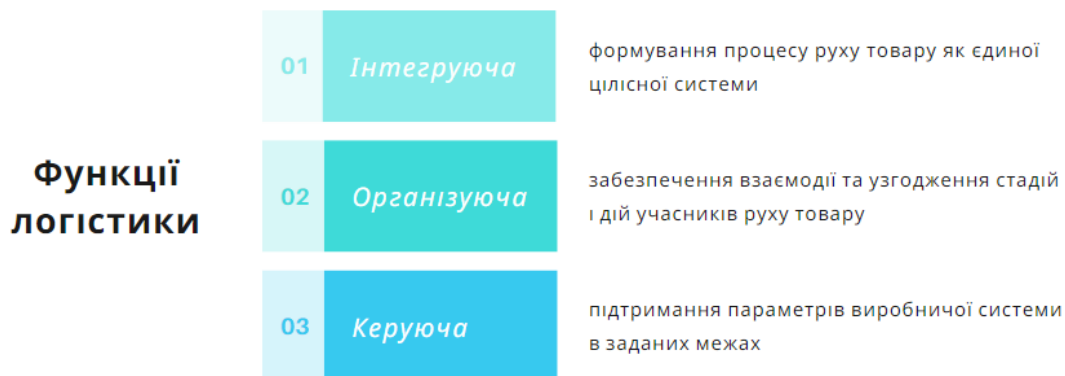 Функції
логістики
01 Інтегруюча
формування процесу руху товару як єдиної
цілісної системи
02 Організуюча
забезпечення взаємодії та узгодження стадій
і дій учасників руху товару
03 Керуюча
підтримання параметрів виробничої системи
в заданих межах